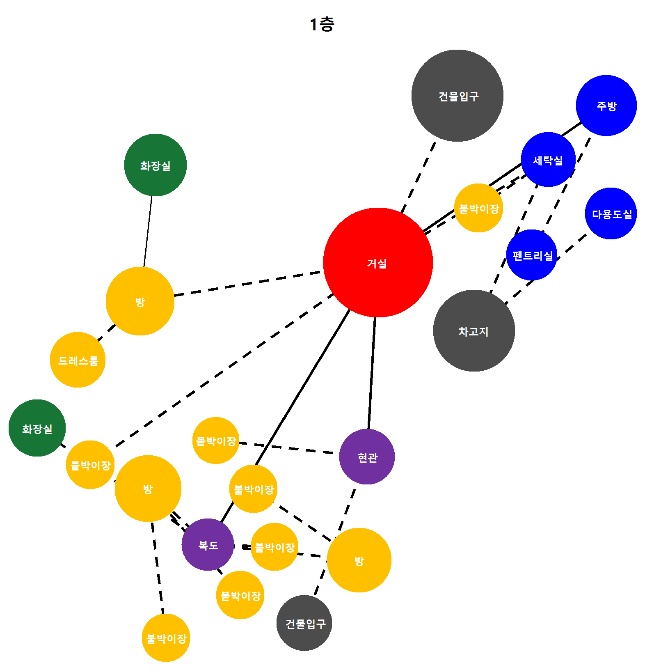 1층
건물입구
주방
화장실
세탁실
붙박이장
다용도실
거실
펜트리실
방
차고지
드레스룸
화장실
붙박이장
현관
붙박이장
방
붙박이장
복도
붙박이장
방
붙박이장
건물입구
붙박이장